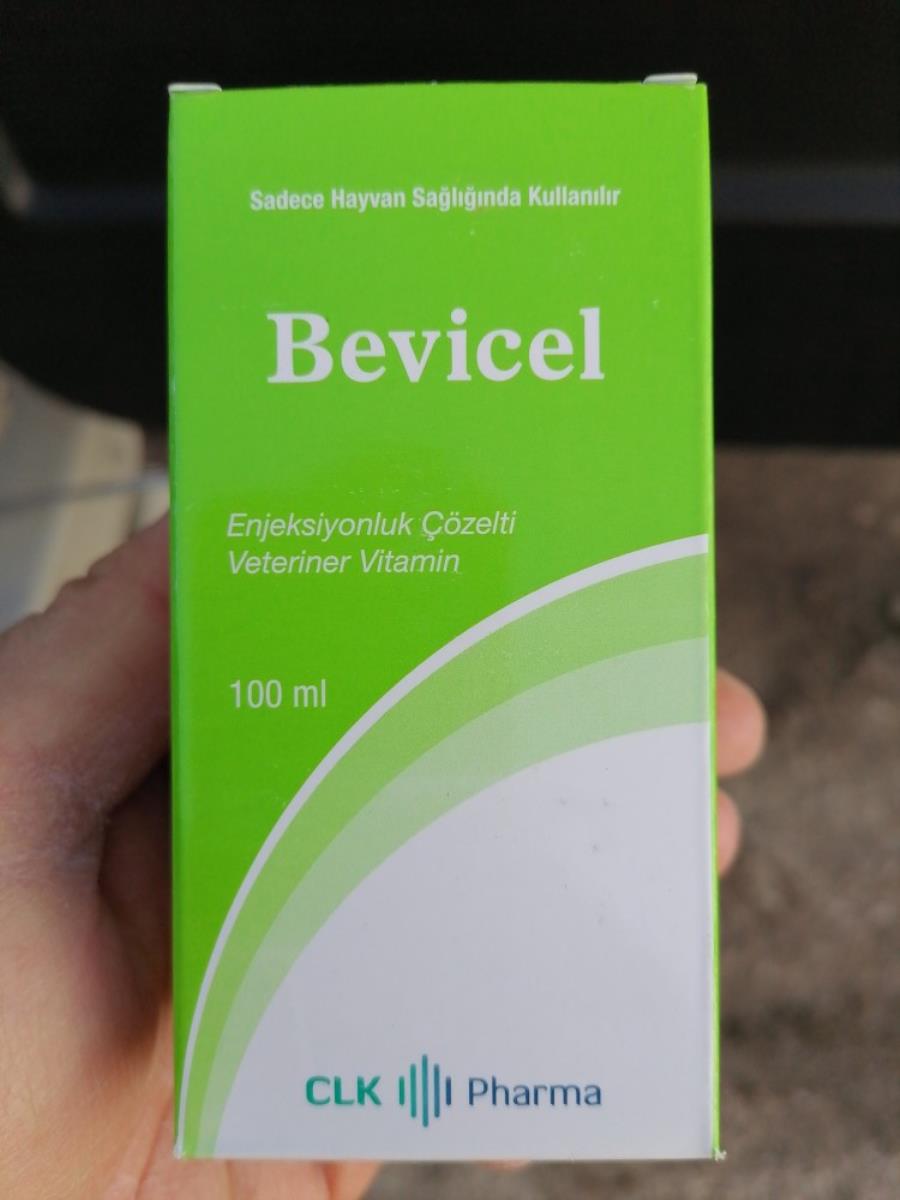 Sadece Hayvan Sağlığında Kullanılır
Bevicel
Enjeksiyonluk Çözelti
Veteriner Vitamin
100 ml
CLK Pharma